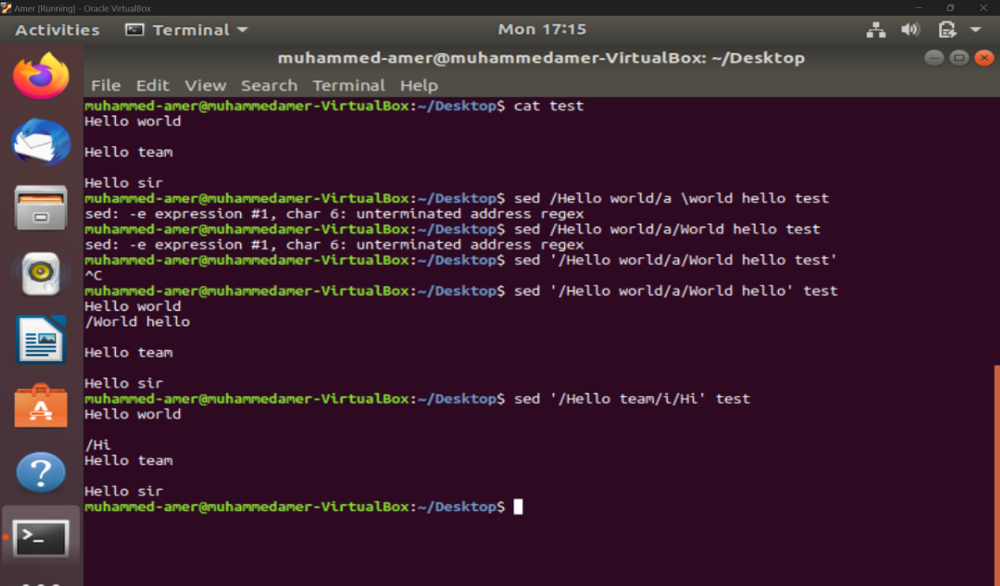 Amer [Running] - Oracle VirtualBox
Activities Terminal Mon 17:15
muhammed-amer@muhammedamer-VirtualBox: ~/Desktop
File Edit View Search Terminal Help
muhammed-amer@muhammedamer-VirtualBox:~/Desktop$ cat test
Hello world
Hello team
Hello sir
muhammed-amer@muhammedamer-VirtualBox:~/Desktop$ sed /Hello world/a \world hello test
sed: -e expression #1, char 6: unterminated address regex
muhammed-amer@muhammedamer-VirtualBox:~/Desktop$ sed /Hello world/a/World hello test
sed: -e expression #1, char 6: unterminated address regex
muhammed-amer@muhammedamer-VirtualBox:~/Desktop$ sed '/Hello world/a/World hello test'
^C
muhammed-amer@muhammedamer-VirtualBox:~/Desktop$ sed '/Hello world/a/World hello' test
Hello world
/World hello
Hello team
Hello sir
muhammed-amer@muhammedamer-VirtualBox:~/Desktop$ sed '/Hello team/i/Hi' test
Hello world
/Hi
Hello team
Hello sir
muhammed-amer@muhammedamer-VirtualBox:~/Desktop$